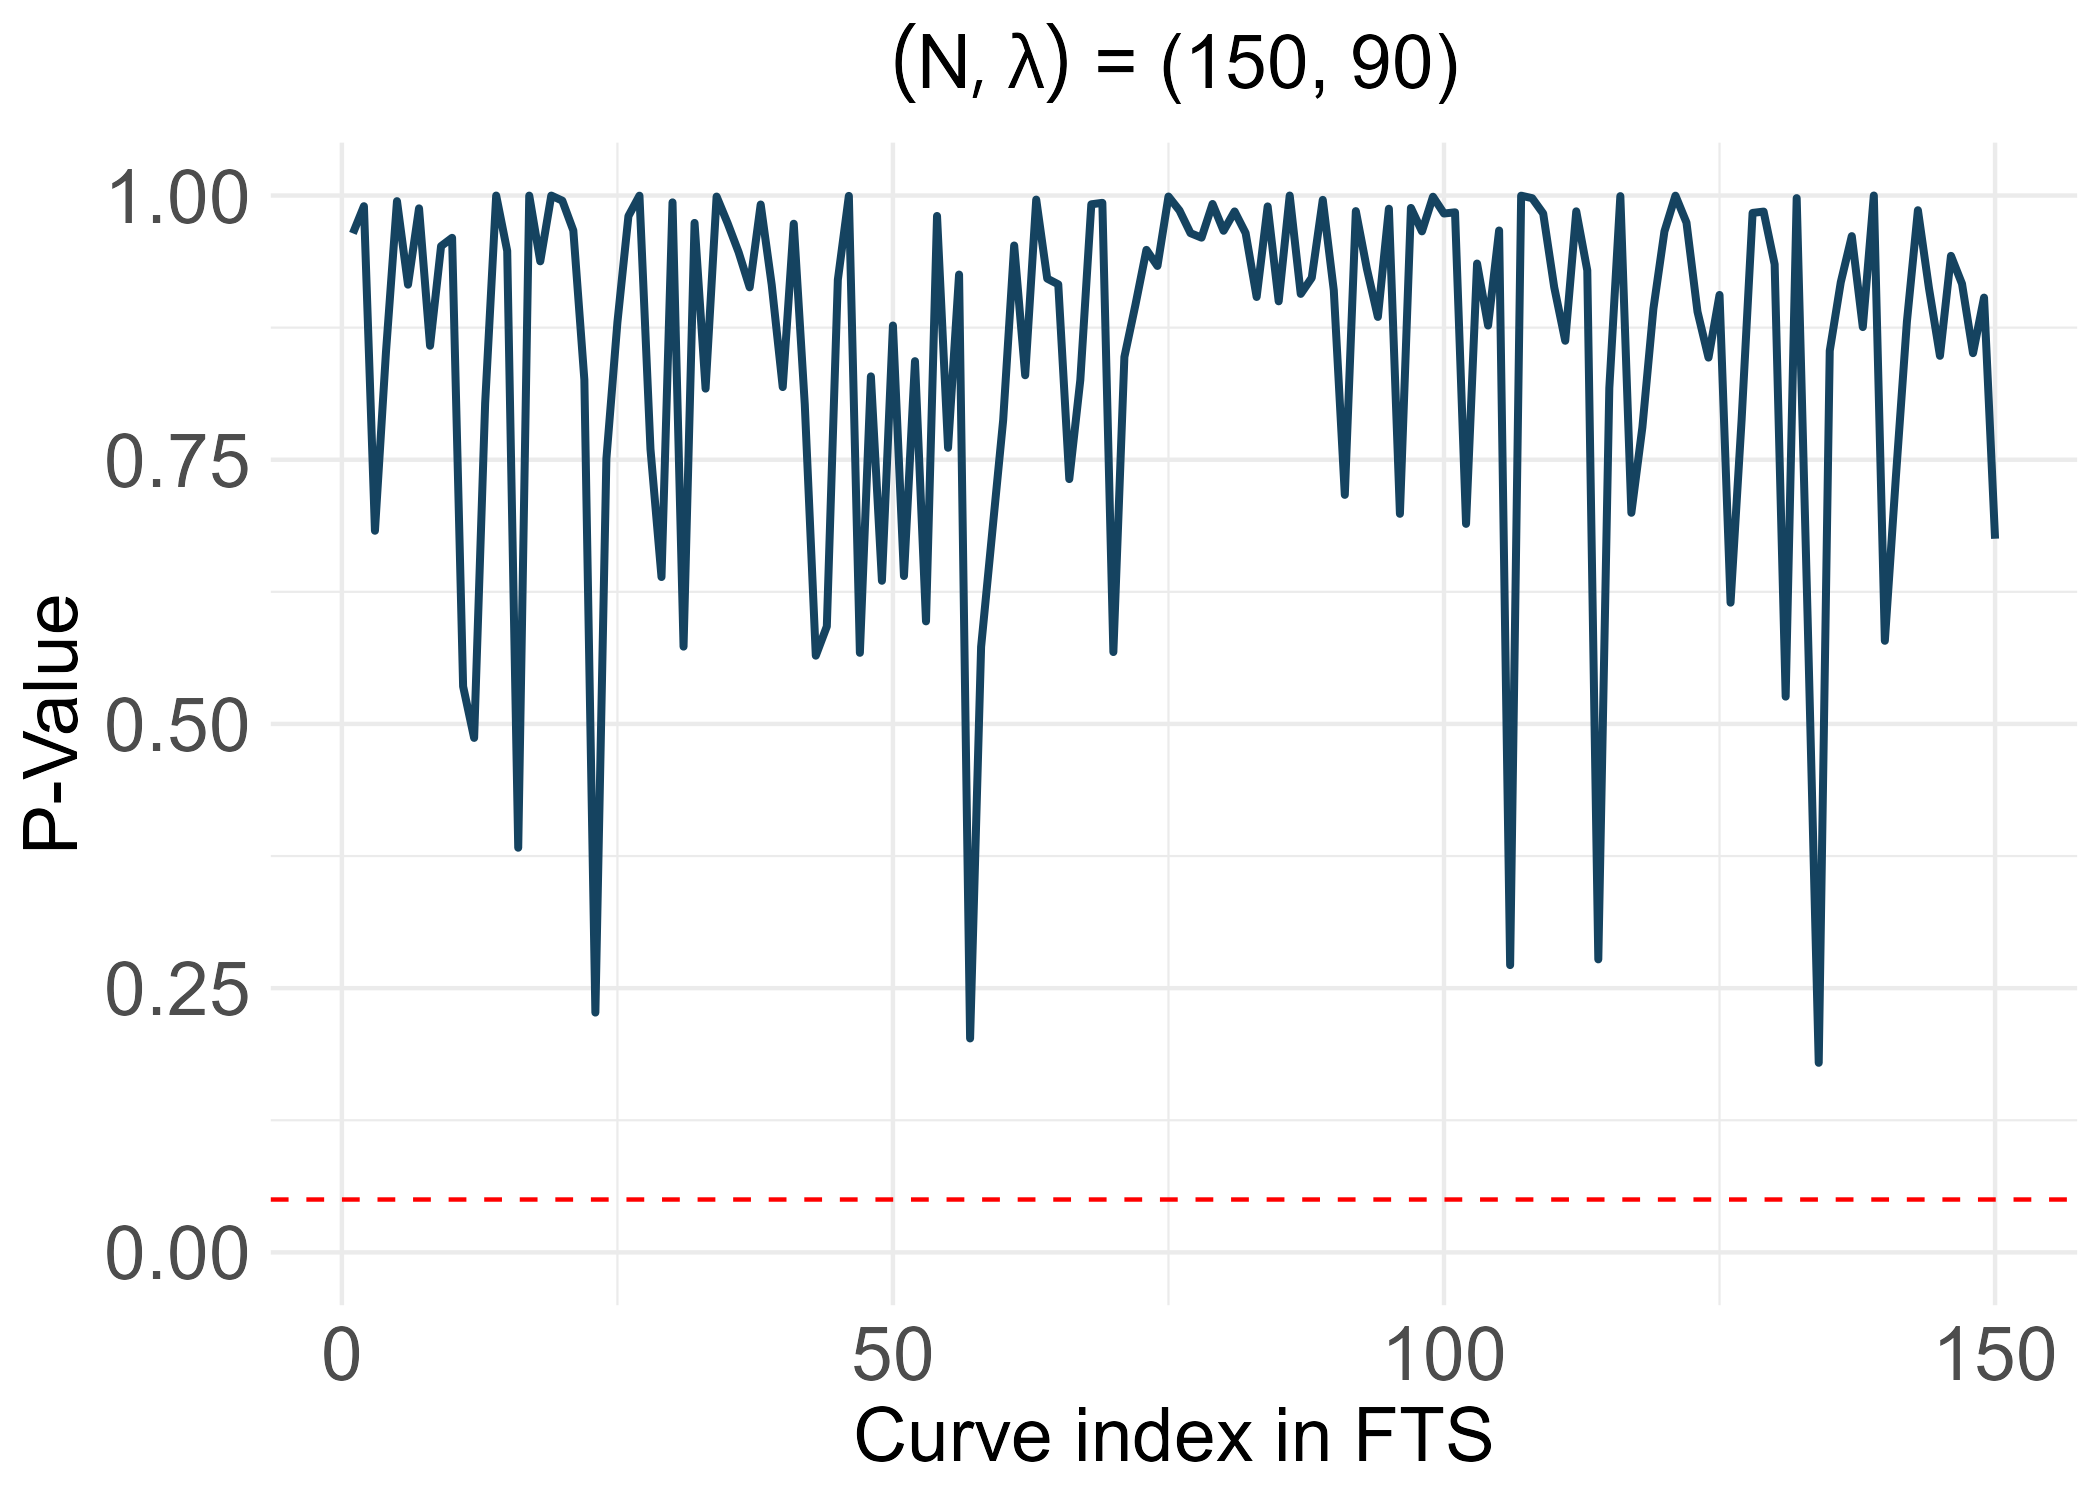 (N, λ) = (150, 90)
1.00
0.75
0.50
0.25
0.00
P-Value
0 50 100 150
Curve index in FTS